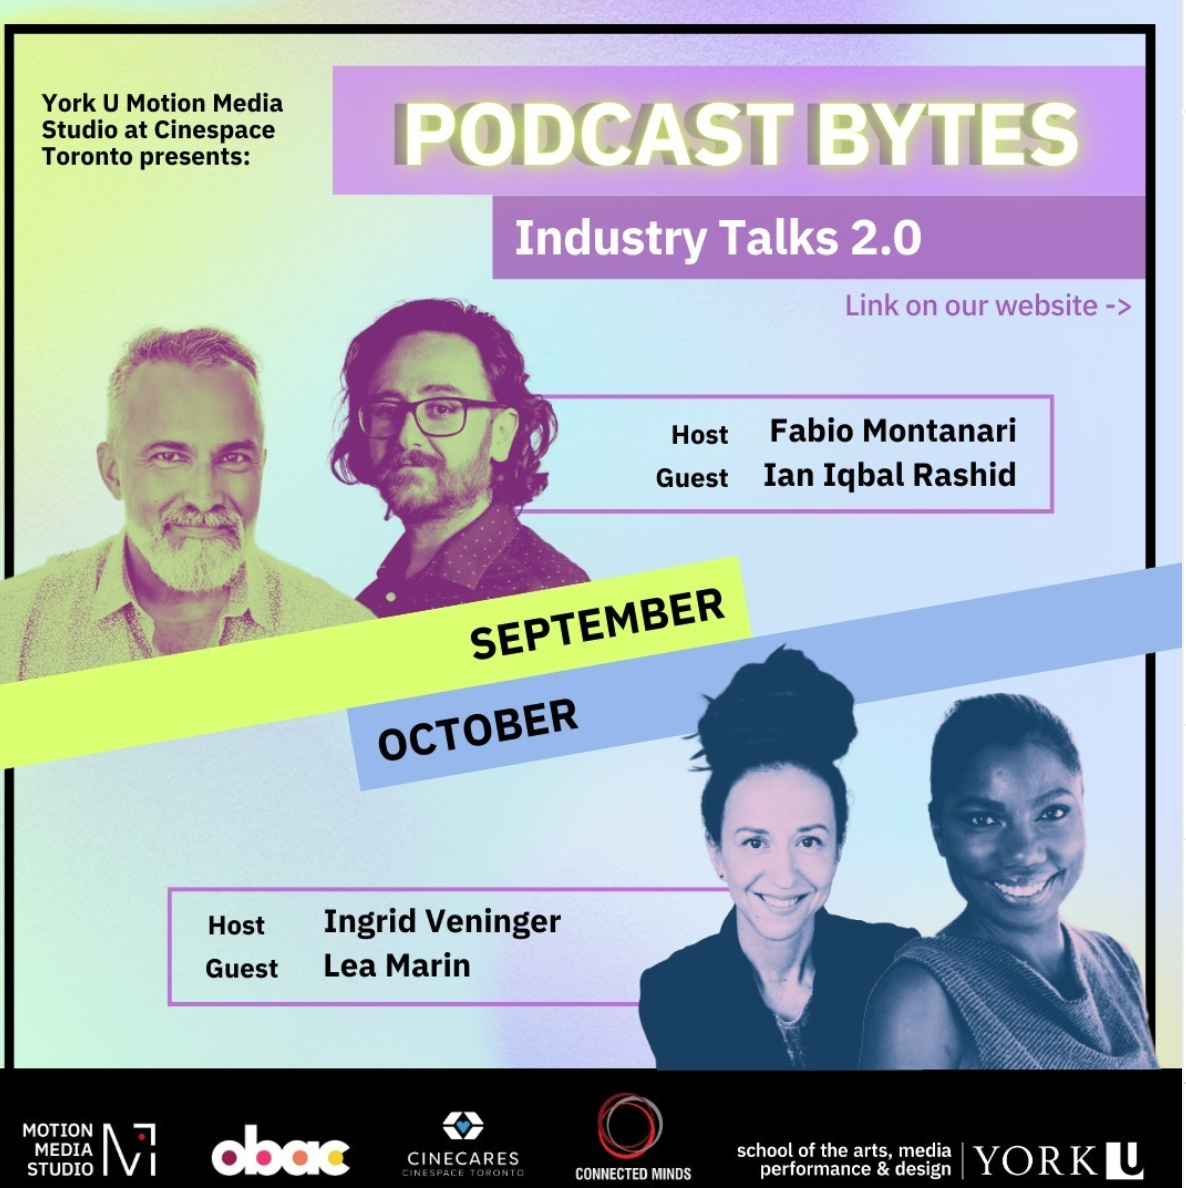 York U Motion Media
Studio at Cinespace
Toronto presents:
PODCAST BYTES
Industry Talks 2.0
Link on our website ->
Host Fabio Montanari
Guest Ian Iqbal Rashid
SEPTEMBER
OCTOBER
Host Ingrid Veninger
Guest Lea Marin
MOTION
MEDIA
STUDIO
obac
CINECARES
CINESPACE TORONTO
CONNECTED MINDS
school of the arts, media
performance & design
YORK U